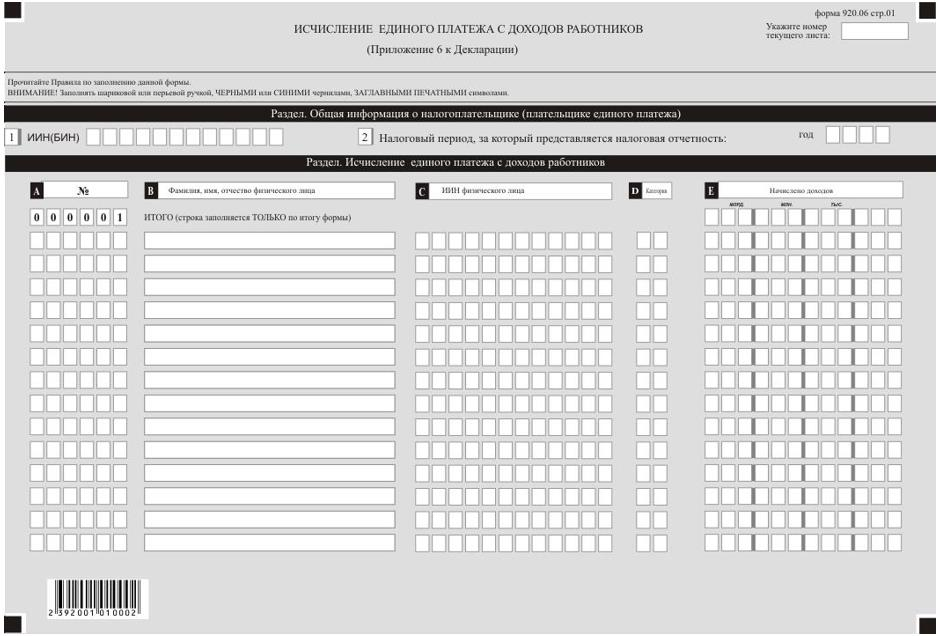 форма 920.06 стр.01
ИСЧИСЛЕНИЕ ЕДИНОГО ПЛАТЕЖА С ДОХОДОВ РАБОТНИКОВ
Укажите номер
текущего листа:
(Приложение 6 к Декларации)
Прочитайте Правила по заполнению данной формы.
ВНИМАНИЕ! Заполнять шариковой или перьевой ручкой, ЧЕРНЫМИ или СИНИМИ чернилами, ЗАГЛАВНЫМИ ПЕЧАТНЫМИ символами.
Раздел. Общая информация о налогоплательщике (плательщике единого платежа)
1 ИИН(БИН) 2 Налоговый период, за который представляется налоговая отчетность: год
Раздел. Исчисление единого платежа с доходов работников
A № B Фамилия, имя, отчество физического лица C ИИН физического лица D Категория E Начислено доходов
млрд. млн. тыс.
0 0 0 0 0 1 ИТОГО (строка заполняется ТОЛЬКО по итогу формы)
2 392001 010002